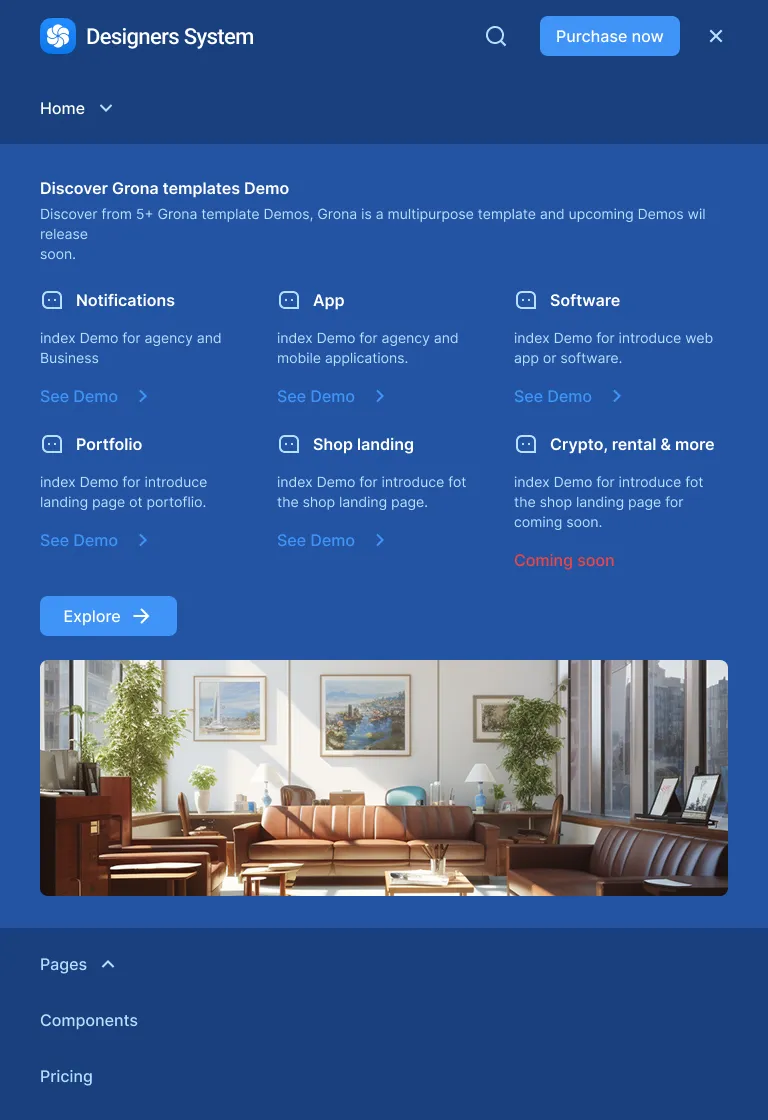 Designers System
Purchase now
Home
Discover Grona templates Demo
Discover from 5+ Grona template Demos, Grona is a multipurpose template and upcoming Demos wil
release
soon.
Notifications
App
Software
index Demo for agency and
Business
index Demo for agency and
mobile applications.
index Demo for introduce web
app or software.
See Demo
See Demo
See Demo
Portfolio
Shop landing
Crypto, rental & more
index Demo for introduce
landing page ot portoflio.
index Demo for introduce fot
the shop landing page.
index Demo for introduce fot
the shop landing page for
coming soon.
See Demo
See Demo
Coming soon
Explore
Pages
Components
Pricing